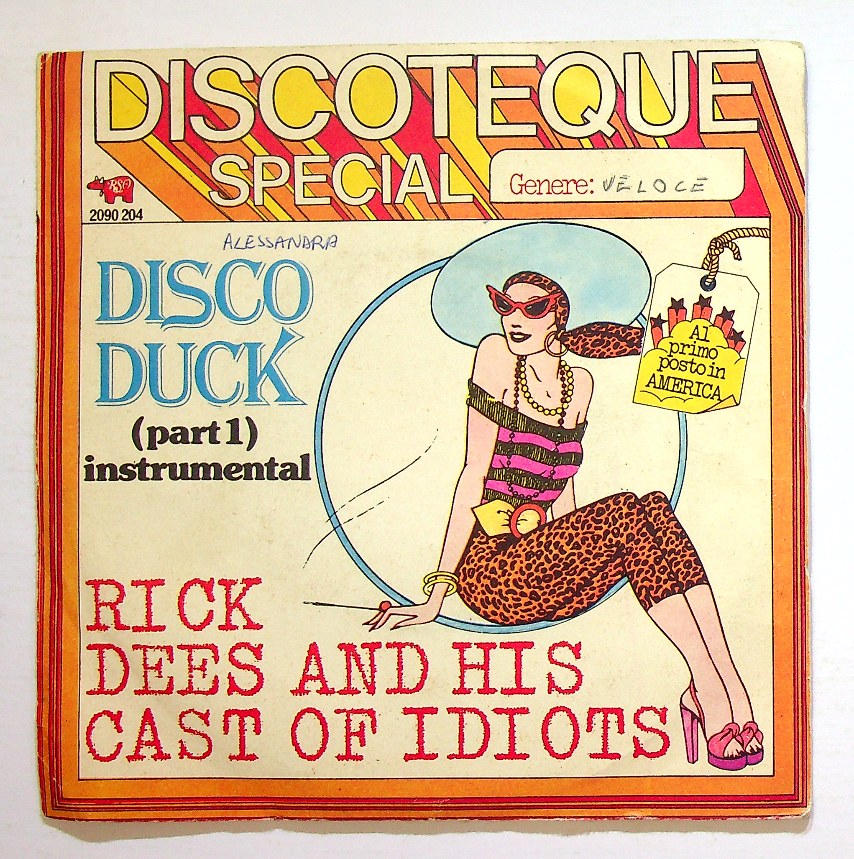 DISCOTEQUE
SPECIAL
Genere: VELOCE
RSO
2090 204
ALESSANDRA
DISCO
DUCK
(part 1)
instrumental
Al
primo
posto in
AMERICA
RICK
DEES AND HIS
CAST OF IDIOTS